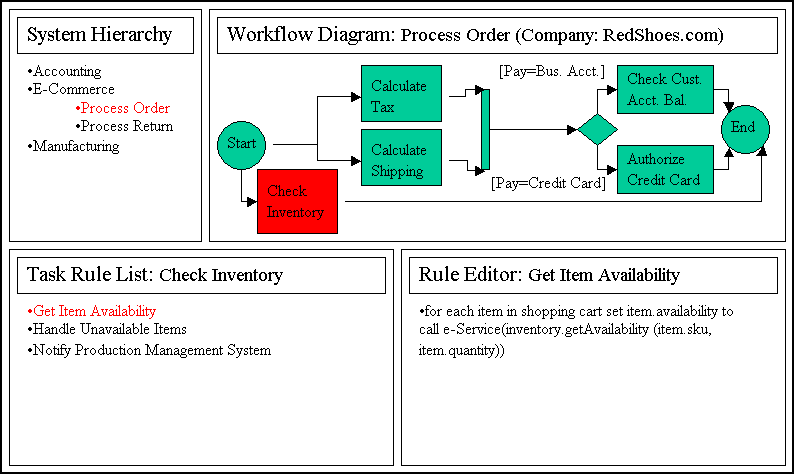 System Hierarchy
•Accounting
•E-Commerce
•Process Order
•Process Return
•Manufacturing
Workflow Diagram: Process Order (Company: RedShoes.com)
Start
Calculate
Tax
Calculate
Shipping
Check
Inventory
[Pay=Bus. Acct.]
[Pay=Credit Card]
Check Cust.
Acct. Bal.
Authorize
Credit Card
End
Task Rule List: Check Inventory
•Get Item Availability
•Handle Unavailable Items
•Notify Production Management System
Rule Editor: Get Item Availability
•for each item in shopping cart set item.availability to
call e-Service(inventory.getAvailability (item.sku,
item.quantity))